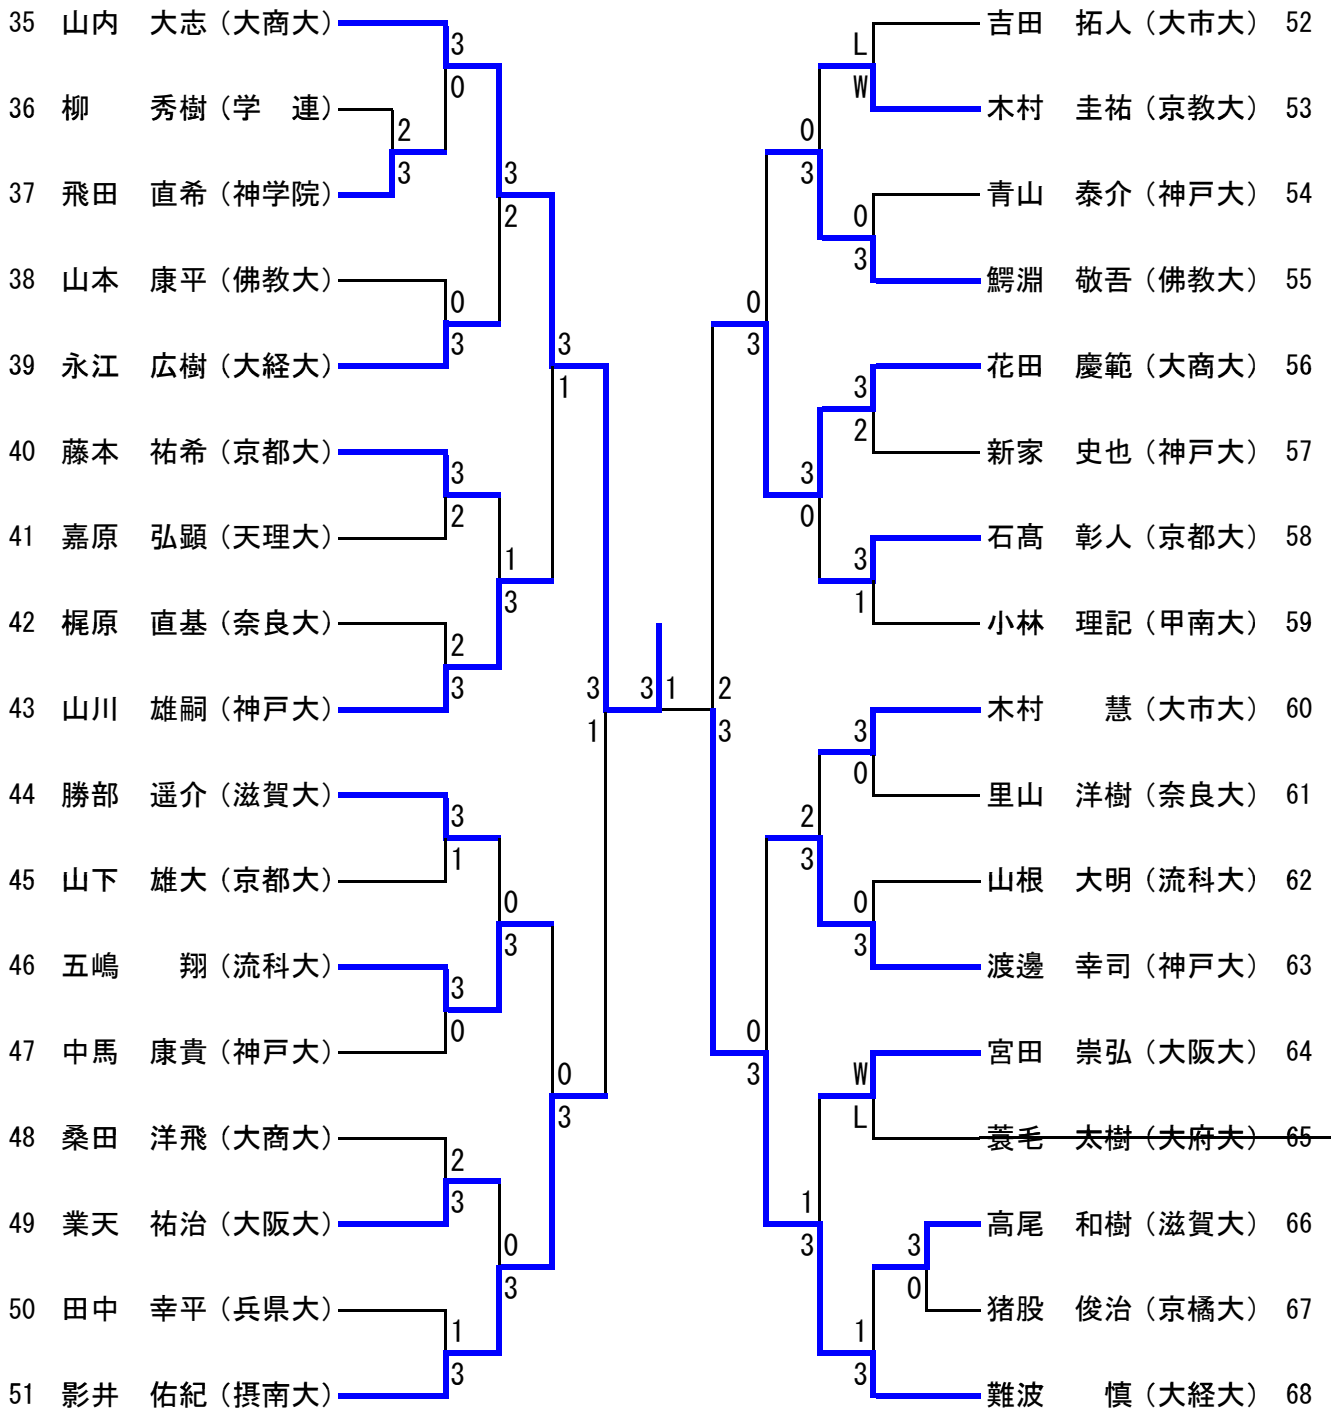 35 山内 大志 (大商大)
36 柳 秀樹 (学 連)
37 飛田 直希 (神学院)
38 山本 康平 (佛教大)
39 永江 広樹 (大経大)
40 藤本 祐希 (京都大)
41 嘉原 弘顕 (天理大)
42 梶原 直基 (奈良大)
43 山川 雄嗣 (神戸大)
44 勝部 遥介 (滋賀大)
45 山下 雄大 (京都大)
46 五嶋 翔 (流科大)
47 中馬 康貴 (神戸大)
48 桑田 洋飛 (大商大)
49 業天 祐治 (大阪大)
50 田中 幸平 (兵県大)
51 影井 佑紀 (摂南大)
3
0
2
3
0
3
3
2
2
3
3
1
3
0
2
3
1
3
3
2
1
3
0
3
0
3
3
1
0
3
3
1
3
1
2
3
0
3
0
3
0
3
3
0
2
3
1
3
L
W
0
3
3
2
3
1
3
0
0
3
W
L
1
3
3
0
吉田 拓人 (大市大) 52
木村 圭祐 (京教大) 53
青山 泰介 (神戸大) 54
鰐淵 敬吾 (佛教大) 55
花田 慶範 (大商大) 56
新家 史也 (神戸大) 57
石髙 彰人 (京都大) 58
小林 理記 (甲南大) 59
木村 慧 (大市大) 60
里山 洋樹 (奈良大) 61
山根 大明 (流科大) 62
渡邊 幸司 (神戸大) 63
宮田 崇弘 (大阪大) 64
蓑毛 太樹 (大府大) 65
高尾 和樹 (滋賀大) 66
猪股 俊治 (京橘大) 67
難波 慎 (大経大) 68